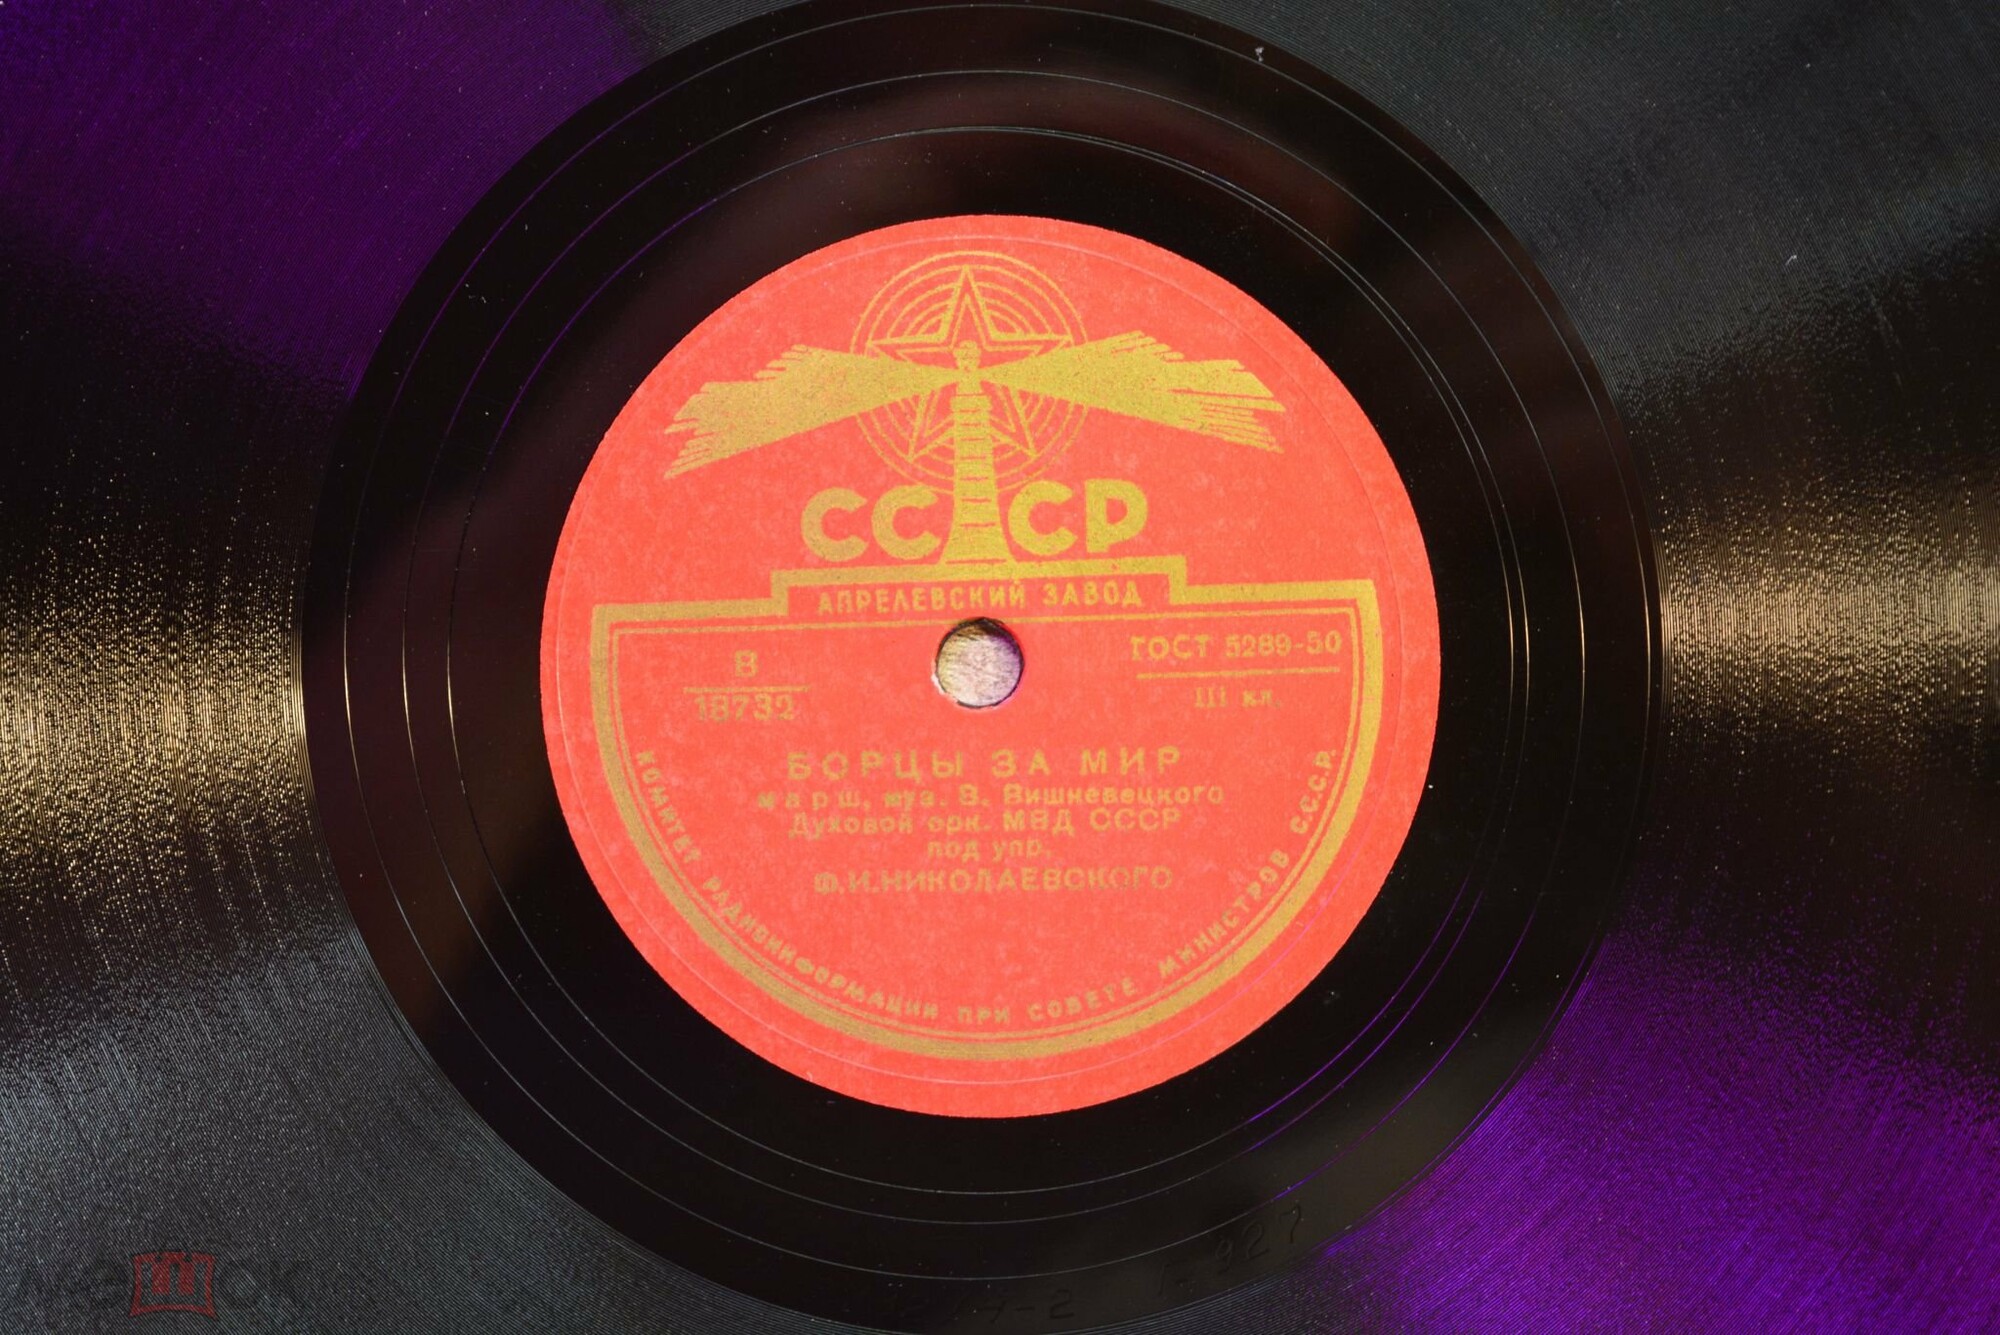 СССР
АПРЕЛЕВСКИЙ ЗАВОД
В
18732
ГОСТ 5289-50
III кл.
БОРЦЫ ЗА МИР
марш, муз. В. Вишневецкого
Духовой орк. МВД СССР
под упр.
Ф.И.НИКОЛАЕВСКОГО
КОМИТЕТ РАДИОИНФОРМАЦИИ ПРИ СОВЕТЕ МИНИСТРОВ С.С.С.Р.
мешок